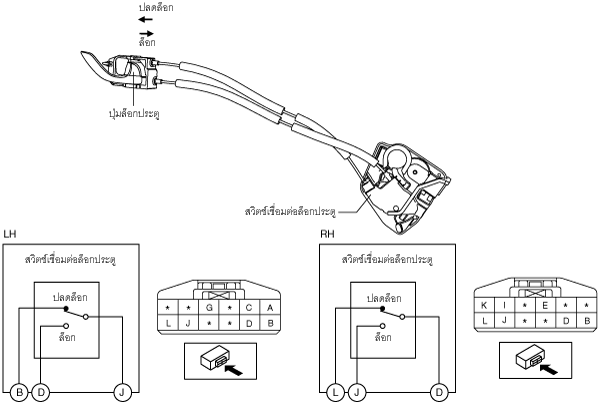 ปลดล็อก
ล็อก
ปุ่มล็อกประตู
สวิตช์เชื่อมต่อล็อกประตู
LH
สวิตช์เชื่อมต่อล็อกประตู
ปลดล็อก
ล็อก
B D J
* * G * C A
L J * * D B
RH
สวิตช์เชื่อมต่อล็อกประตู
ปลดล็อก
ล็อก
L J D
K I * E * *
L J * * D B